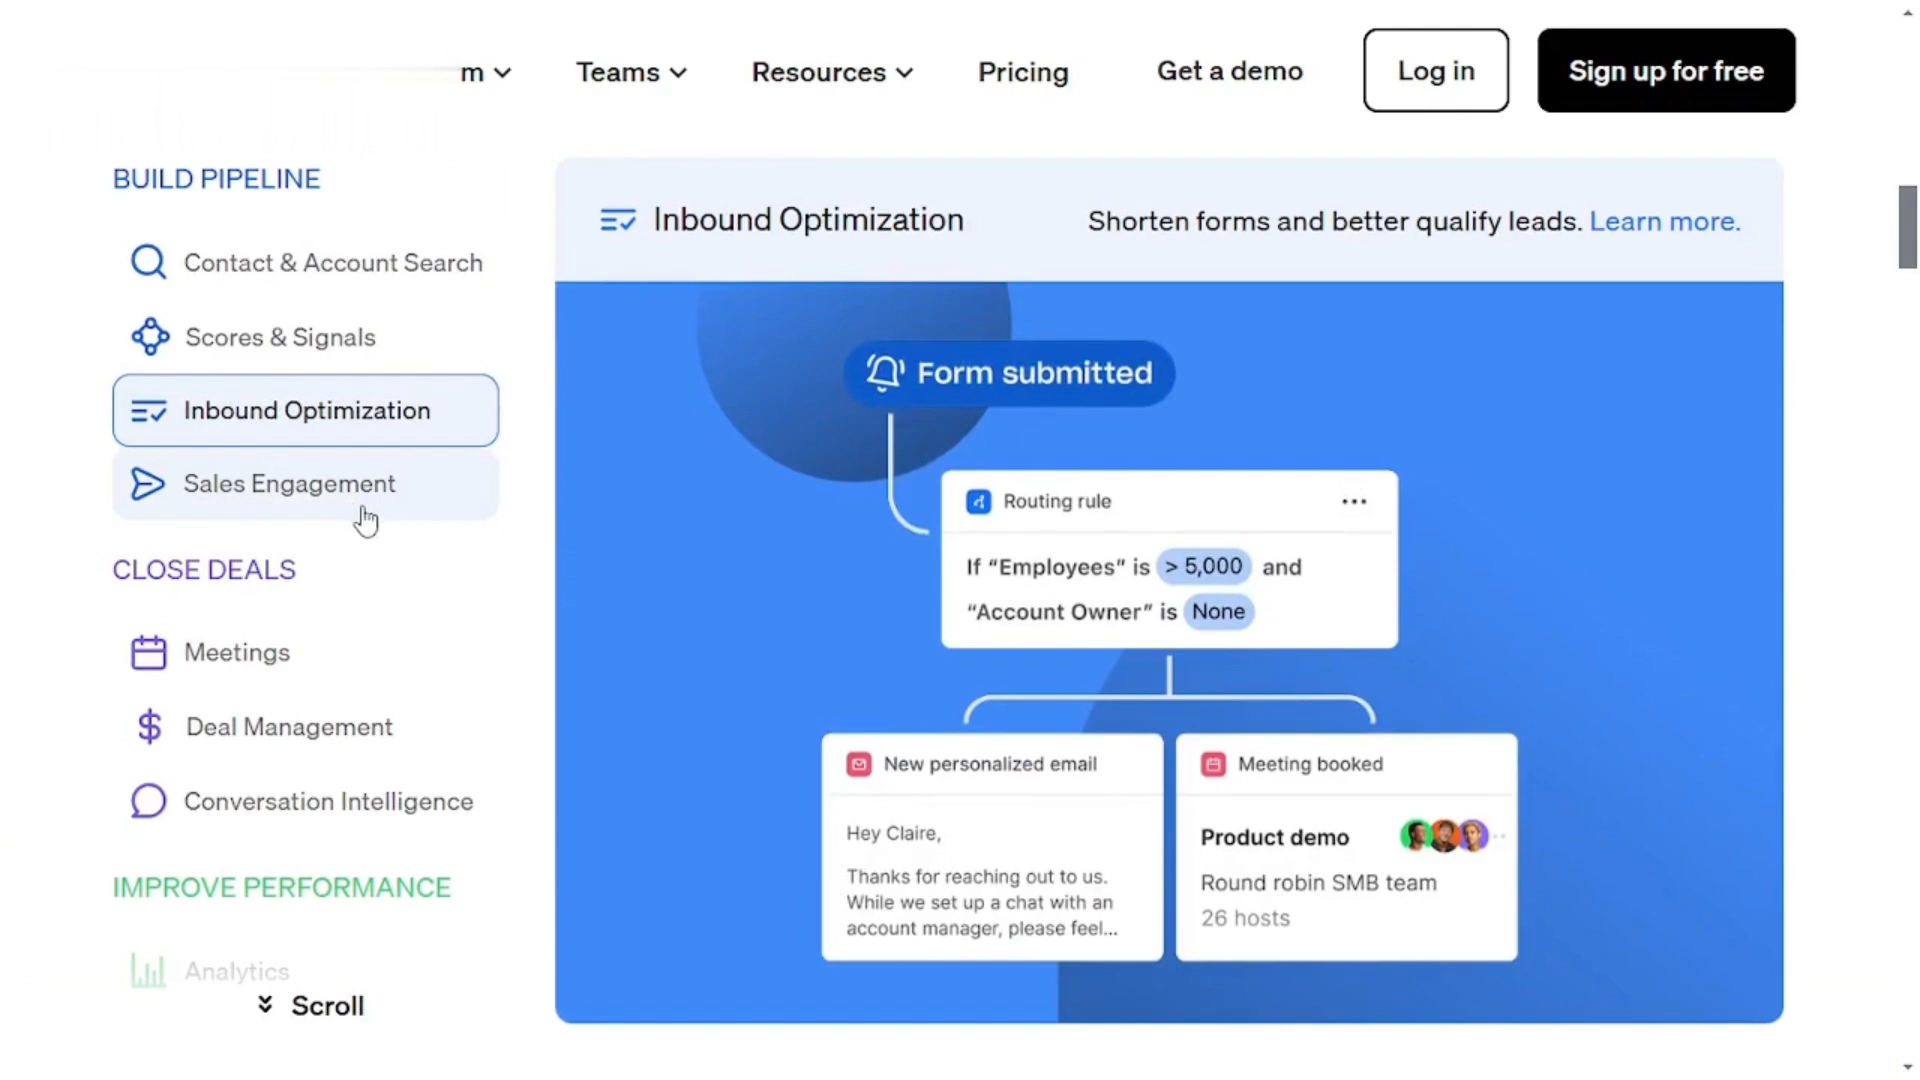 m
Teams
Resources
Pricing
Get a demo
Log in
Sign up for free
BUILD PIPELINE
Contact & Account Search
Scores & Signals
Inbound Optimization
Sales Engagement
CLOSE DEALS
Meetings
Deal Management
Conversation Intelligence
IMPROVE PERFORMANCE
Analytics
Scroll
Inbound Optimization
Shorten forms and better qualify leads. Learn more.
Form submitted
Routing rule
If “Employees” is > 5,000 and
“Account Owner” is None
New personalized email
Hey Claire,
Thanks for reaching out to us.
While we set up a chat with an
account manager, please feel...
Meeting booked
Product demo
Round robin SMB team
26 hosts